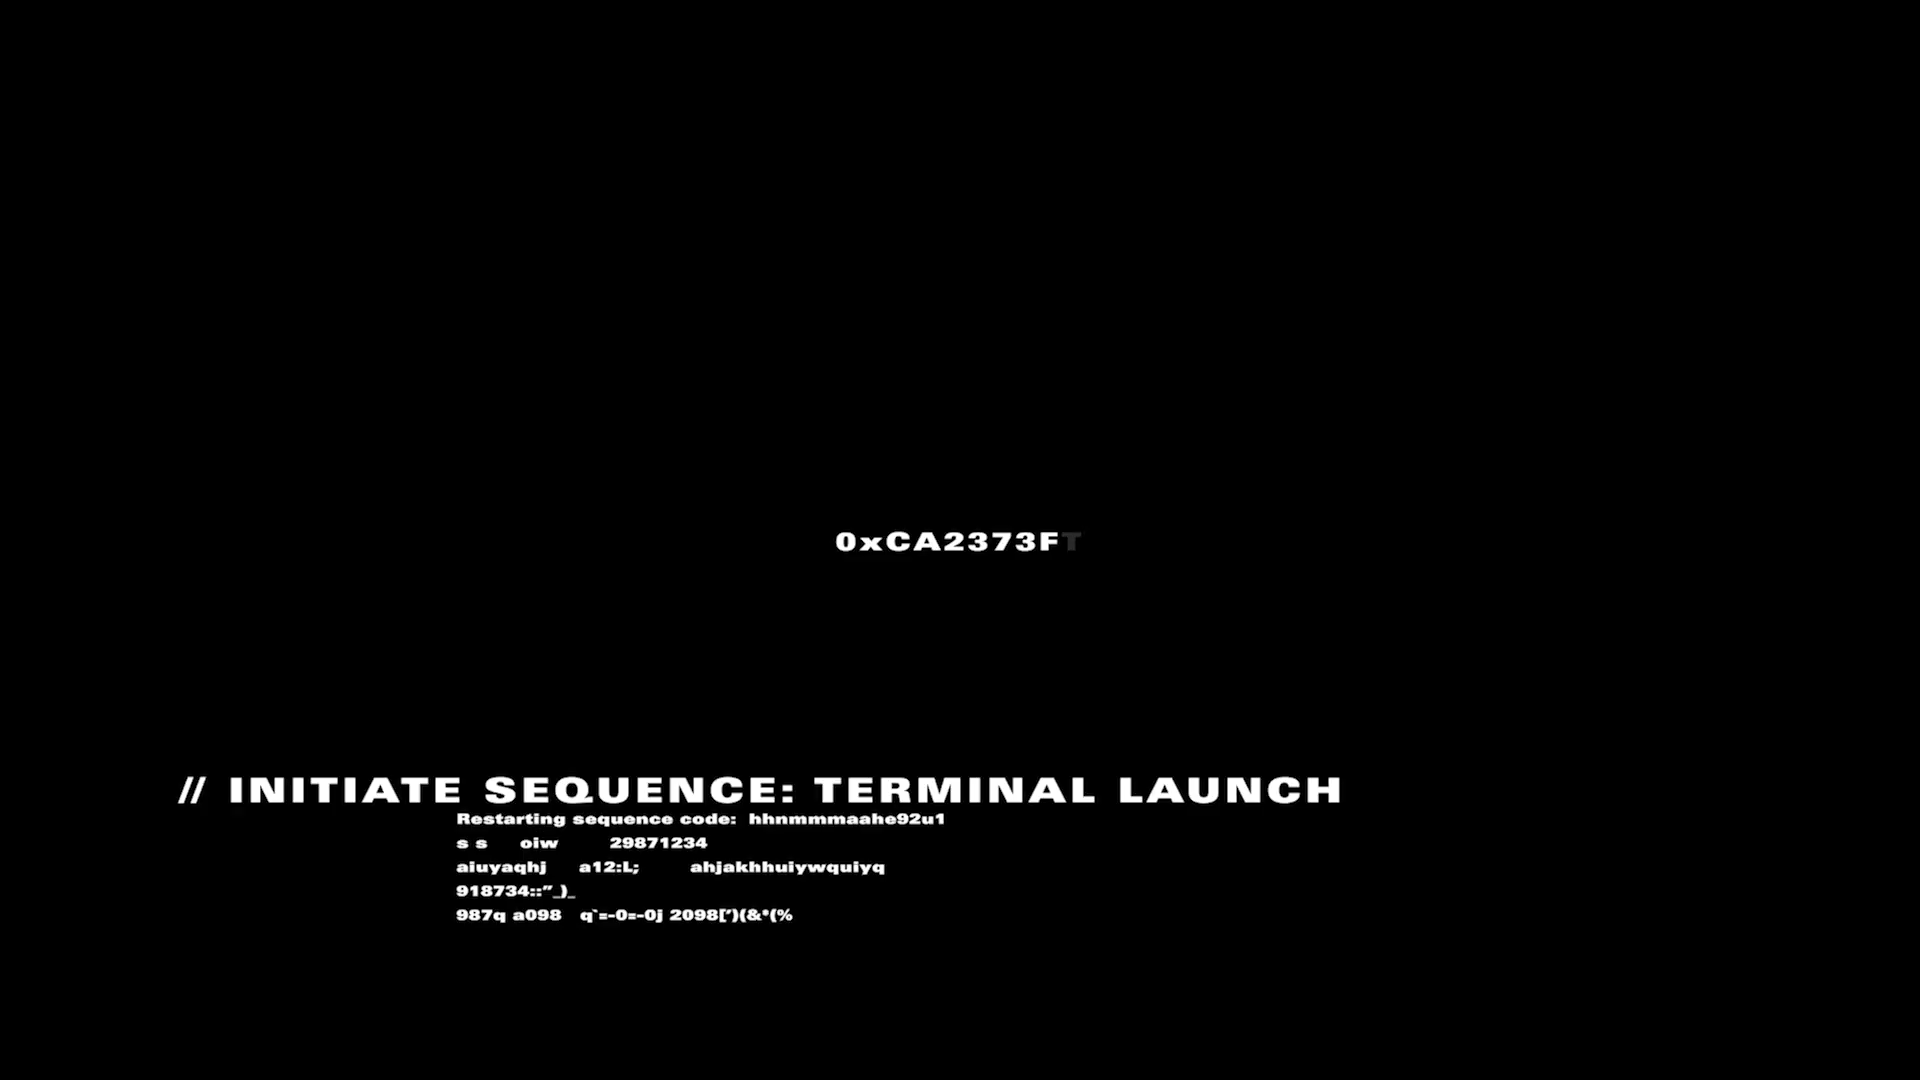 0xCA2373FT
// INITIATE SEQUENCE: TERMINAL LAUNCH
Restarting sequence code:  hhnmmmaahe92u1
s s     oiw        29871234
aiuyaqhj     a12:L;        ahjakhhuiywquiyq
918734::"_)_
987q a098   q`=-0=-0j 2098[')(&*(%